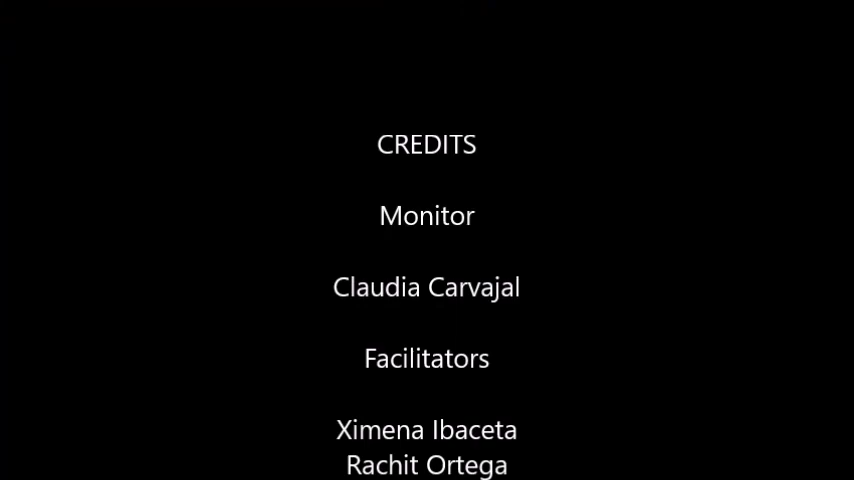 CREDITS
Monitor
Claudia Carvajal
Facilitators
Ximena Ibaceta
Rachit Ortega